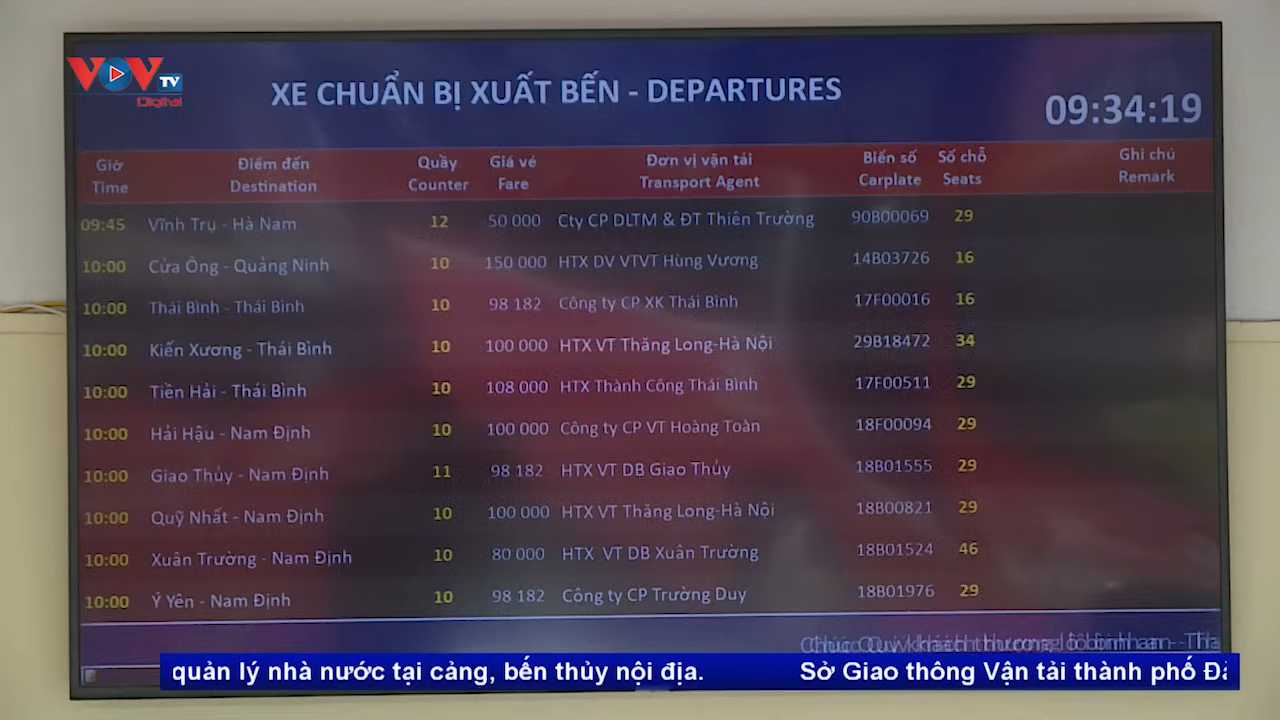 VOV TV
Digital
XE CHUẨN BỊ XUẤT BẾN - DEPARTURES
09:34:19
Giờ Điểm đến Quầy Giá vé Đơn vị vận tải Biển số Số chỗ Ghi chú
Time Destination Counter Fare Transport Agent Carplate Seats Remark
09:45 Vĩnh Trụ - Hà Nam 12 50 000 Cty CP DLTM & ĐT Thiên Trường 90B00069 29
10:00 Cửa Ông - Quảng Ninh 10 150 000 HTX DV VTVT Hùng Vương 14B03726 16
10:00 Thái Bình - Thái Bình 10 98 182 Công ty CP XK Thái Bình 17F00016 16
10:00 Kiến Xương - Thái Bình 10 100 000 HTX VT Thăng Long-Hà Nội 29B18472 34
10:00 Tiền Hải - Thái Bình 10 108 000 HTX Thành Công Thái Bình 17F00511 29
10:00 Hải Hậu - Nam Định 10 100 000 Công ty CP VT Hoàng Toàn 18F00094 29
10:00 Giao Thủy - Nam Định 11 98 182 HTX VT DB Giao Thủy 18B01555 29
10:00 Quỹ Nhất - Nam Định 10 100 000 HTX VT Thăng Long-Hà Nội 18B00821 29
10:00 Xuân Trường - Nam Định 10 80 000 HTX VT DB Xuân Trường 18B01524 46
10:00 Ý Yên - Nam Định 10 98 182 Công ty CP Trường Duy 18B01976 29
Chúc Quý khách thượng lộ bình an -
quản lý nhà nước tại cảng, bến thủy nội địa. Sở Giao thông Vận tải thành phố